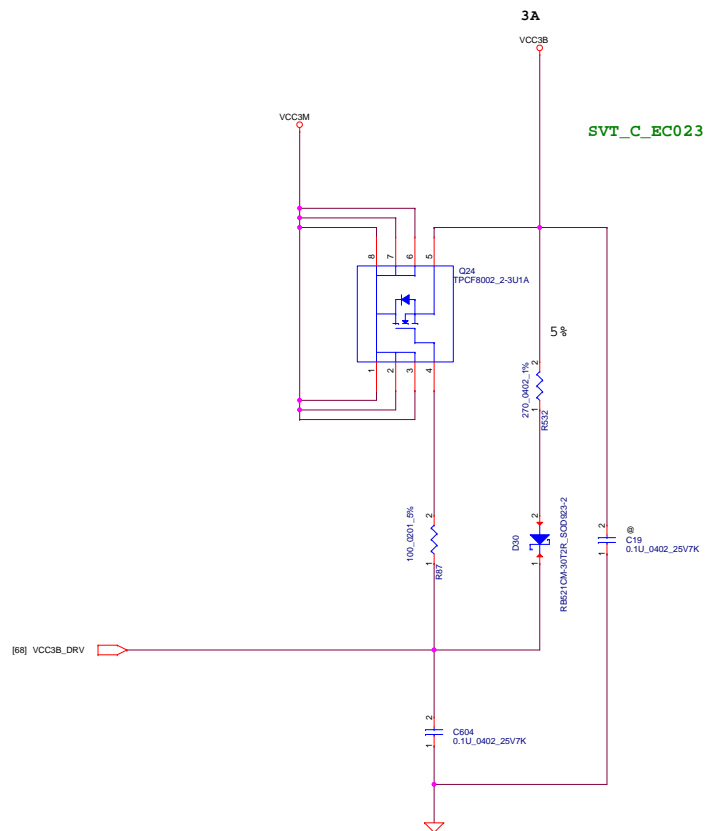 3A
VCC3B
VCC3M
SVT_C_EC023
8
7
6
5
Q24
TPCF8002_2-3U1A
1
2
3
4
5%
2
270_0402_1%
1
R532
2
100_0201_5%
1
R87
2
D30
1
RB521CM-30T2R_SOD923-2
2
@
C19
0.1U_0402_25V7K
1
[68] VCC3B_DRV
2
C604
0.1U_0402_25V7K
1